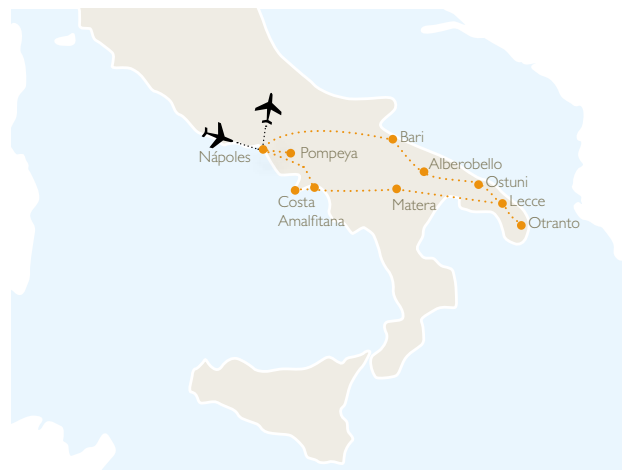 Bari
Nápoles
Pompeya
Alberobello
Ostuni
Costa
Amalfitana
Matera
Lecce
Otranto